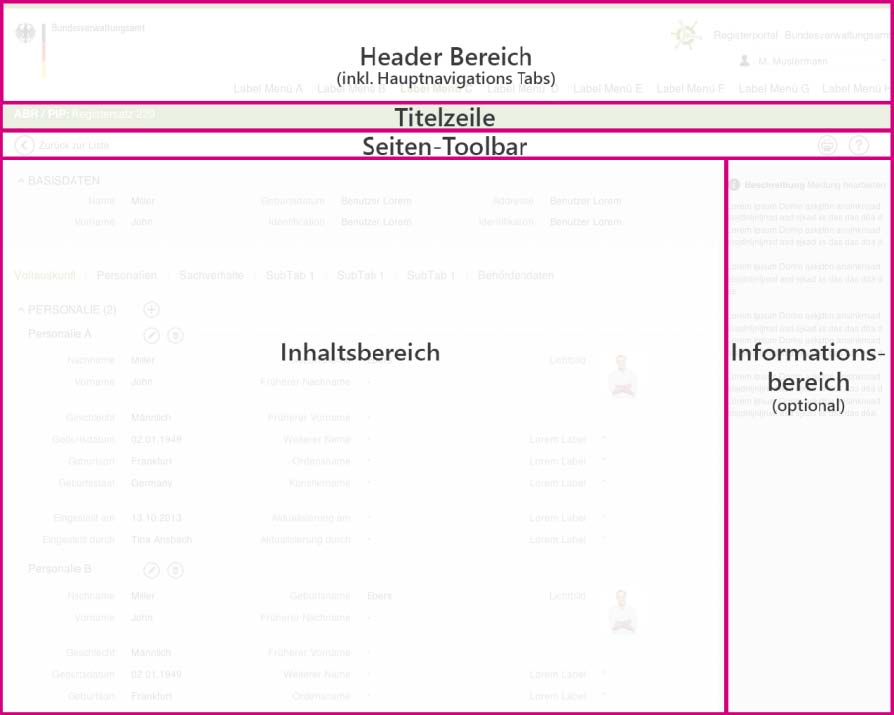 Bundesverwaltungsamt
Registerportal Bundesverwaltungsam
M. Mustermann
Header Bereich
(inkl. Hauptnavigations Tabs)
Label Menü A Label Menü B Label Menü C Label Menü D Label Menü E Label Menü F Label Menü G Label Menü H
ABR / PIP: Registersatz 220
Titelzeile
Zurück zur Liste
Seiten-Toolbar
?
BASISDATEN
Name Miller Geburtsdatum Benutzer Lorem Addresse Benutzer Lorem
Vorname John Identification Benutzer Lorem Identifikation Benutzer Lorem
Vollauskunft Personalien Sachverhalte SubTab 1 SubTab 1 SubTab 1 Behördendaten
PERSONALIE (2)
Personalie A
Inhaltsbereich
Nachname Miller Lichtbild
Vorname John Früherer Nachname -
Geschlecht Männlich Früherer Vorname -
Geburtsdatum 02.01.1949 Weiterer Name - Lorem Label
Geburtsort Frankfurt Ordensname - Lorem Label
Geburtsstaat Germany Künstlername - Lorem Label
Eingestellt am 13.10.2013 Aktualisierung am - Lorem Label
Eingestellt durch Tina Ansbach Aktualisierung durch - Lorem Label
Personalie B
Nachname Miller Geburtsname Ebers Lichtbild
Vorname John Früherer Nachname -
Geschlecht Männlich Früherer Vorname -
Geburtsdatum 02.01.1949 Weiterer Name - Lorem Label
Geburtsort Frankfurt Ordensname - Lorem Label
Beschreibung Meldung bearbeiten
Informations-
bereich
(optional)